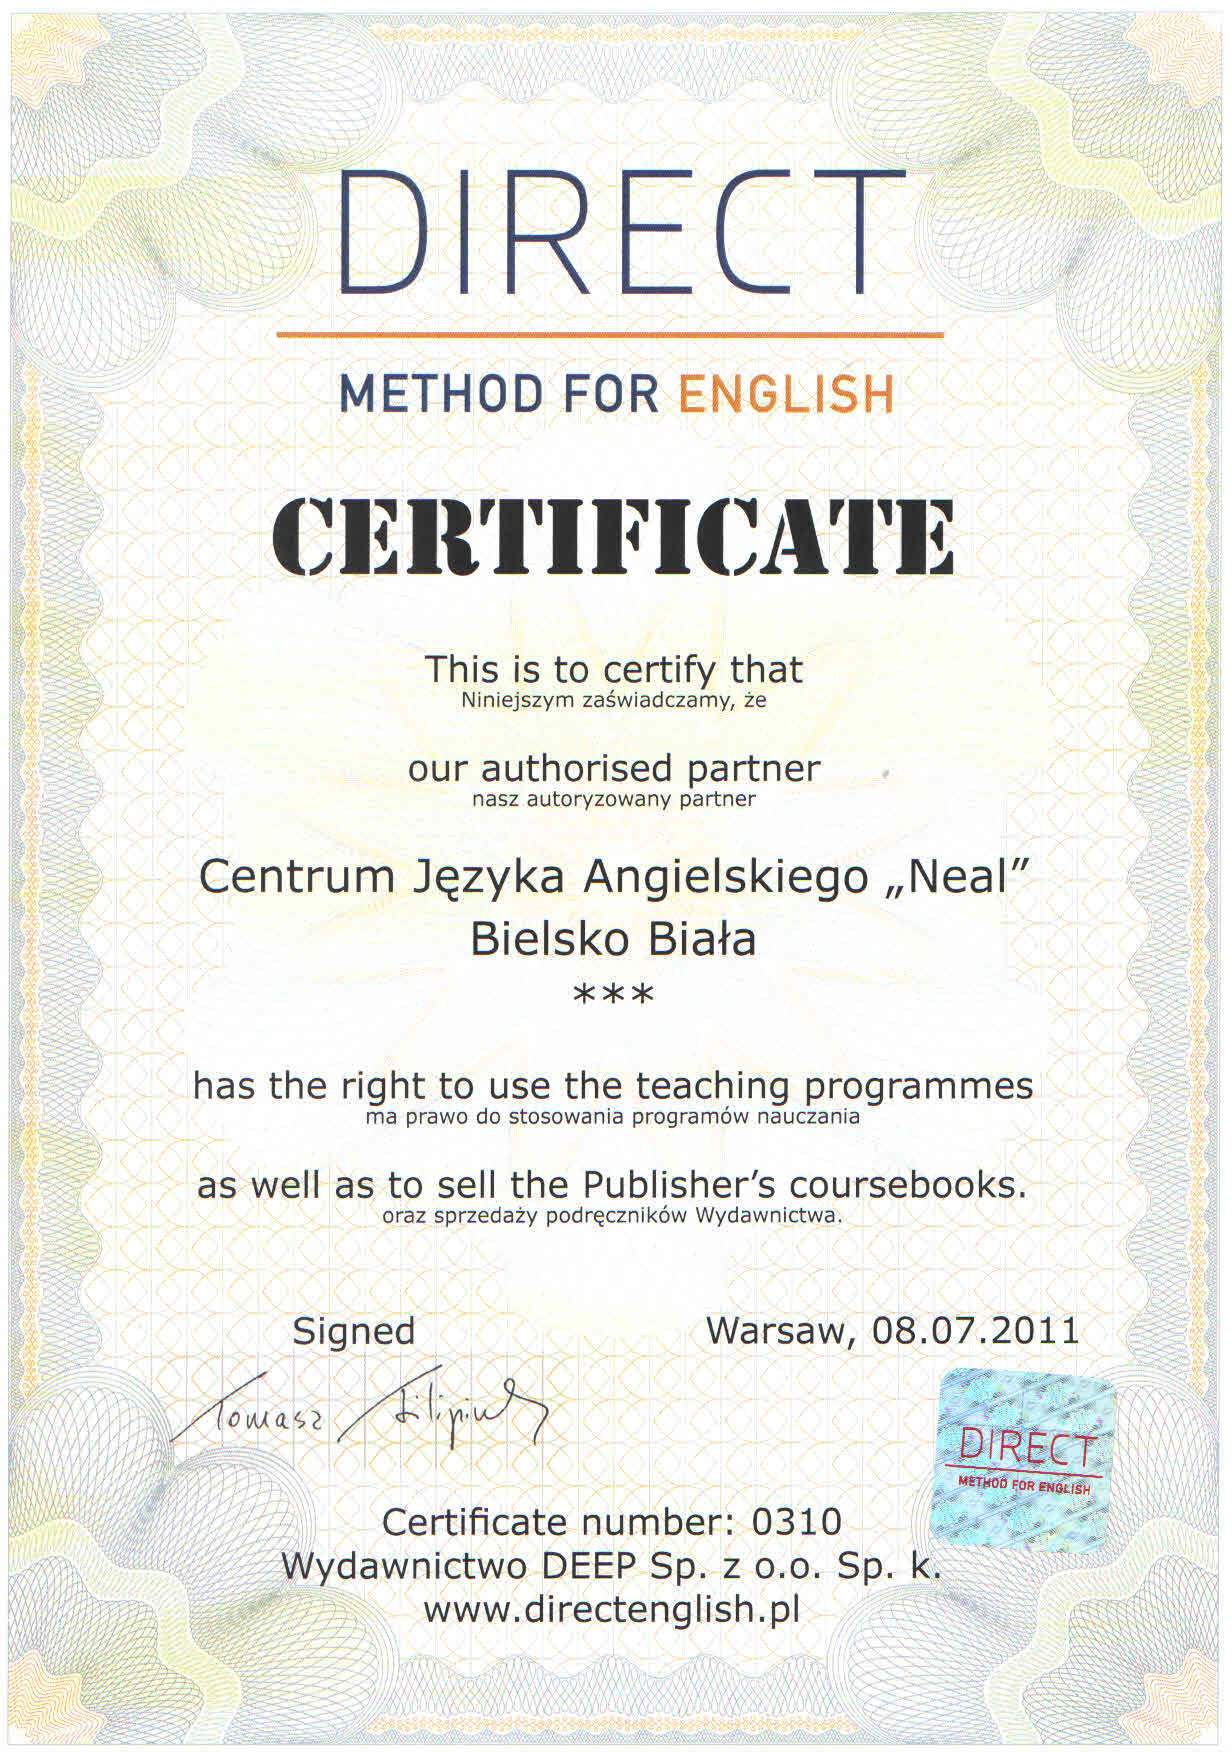 DIRECT
METHOD FOR ENGLISH
CERTIFICATE
This is to certify that
Niniejszym zaświadczamy, że
our authorised partner
nasz autoryzowany partner
Centrum Języka Angielskiego „Neal”
Bielsko Biała
***
has the right to use the teaching programmes
ma prawo do stosowania programów nauczania
as well as to sell the Publisher’s coursebooks.
oraz sprzedaży podręczników Wydawnictwa.
Signed
Warsaw, 08.07.2011
Tomasz
DIRECT
METHOD FOR ENGLISH
Certificate number: 0310
Wydawnictwo DEEP Sp. z o.o. Sp. k.
www.directenglish.pl